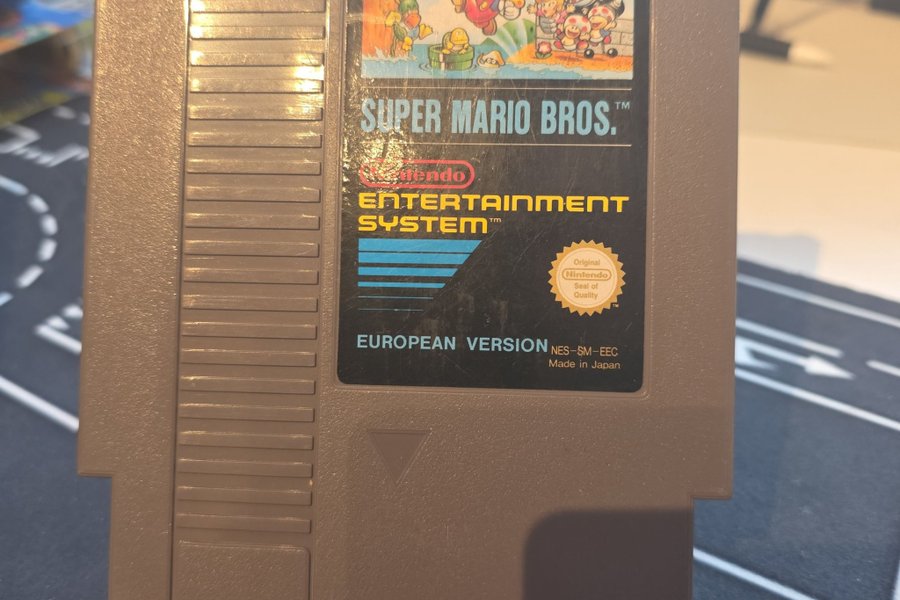 SUPER MARIO BROS.™
Nintendo
ENTERTAINMENT
SYSTEM™
Original
Nintendo
Seal of
Quality
TM
EUROPEAN VERSION
NES-SM-EEC
Made in Japan